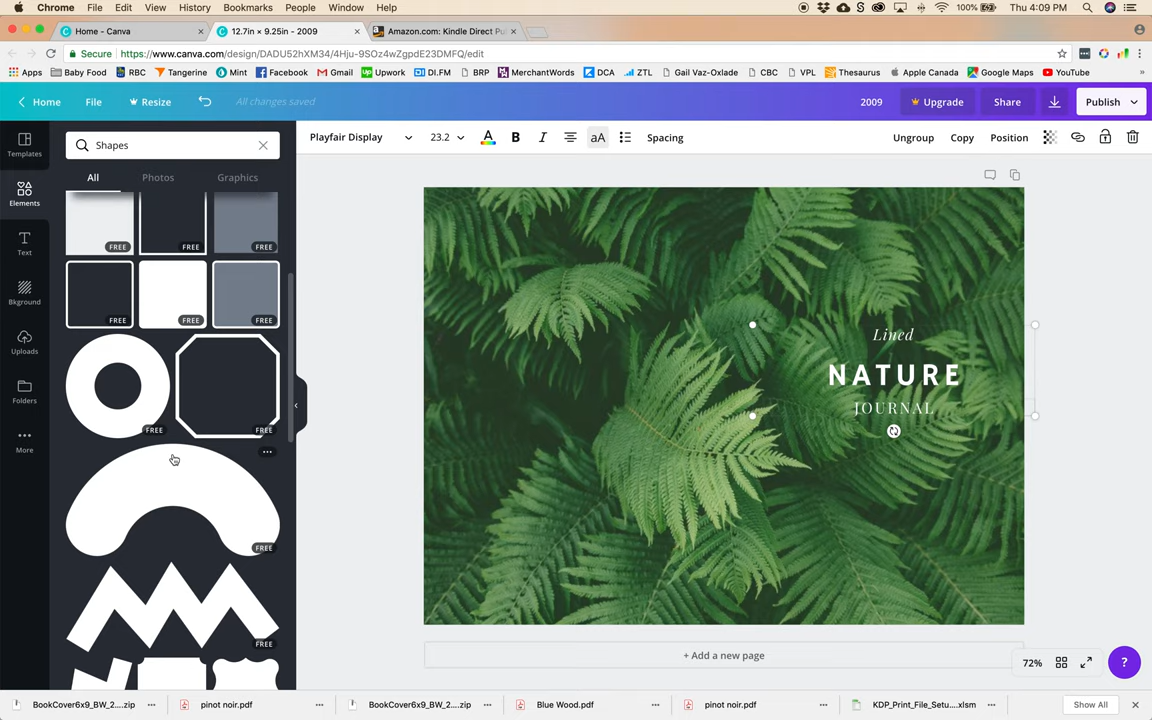 Chrome File Edit View History Bookmarks People Window Help 100% Thu 4:09 PM
Home - Canva 12.7in × 9.25in - 2009 Amazon.com: Kindle Direct Pu
Secure https://www.canva.com/design/DADU52hXM34/4Hju-9SOz4wZgpdE23DMFQ/edit
Apps Baby Food RBC Tangerine Mint Facebook Gmail Upwork DI.FM BRP MerchantWords DCA ZTL Gail Vaz-Oxlade CBC VPL Thesaurus Apple Canada Google Maps YouTube »
Home File Resize All changes saved 2009 Upgrade Share Publish
Templates Shapes Playfair Display 23.2 A B I aA Spacing Ungroup Copy Position
All Photos Graphics
Elements
Text
Bkground
Uploads
Folders
More
FREE FREE FREE
FREE FREE FREE
FREE FREE
FREE
FREE
Lined
NATURE
JOURNAL
+ Add a new page
72% ?
BookCover6x9_BW_2....zip pinot noir.pdf BookCover6x9_BW_2....zip Blue Wood.pdf pinot noir.pdf KDP_Print_File_Setu....xlsm Show All